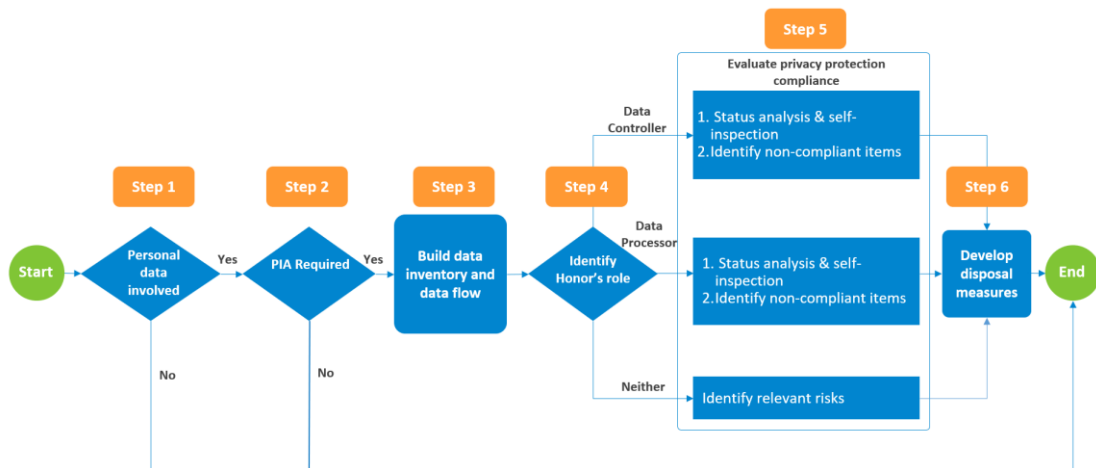 Step 5
Evaluate privacy protection
compliance
Data
Controller
1. Status analysis & self-
inspection
2. Identify non-compliant items
Step 1
Step 2
Step 3
Step 4
Step 6
Start
Personal
data
involved
Yes
PIA Required
Yes
Build data
inventory and
data flow
Identify
Honor's role
Data
Processor
1. Status analysis & self-
inspection
2. Identify non-compliant items
Develop
disposal
measures
End
No
No
Neither
Identify relevant risks